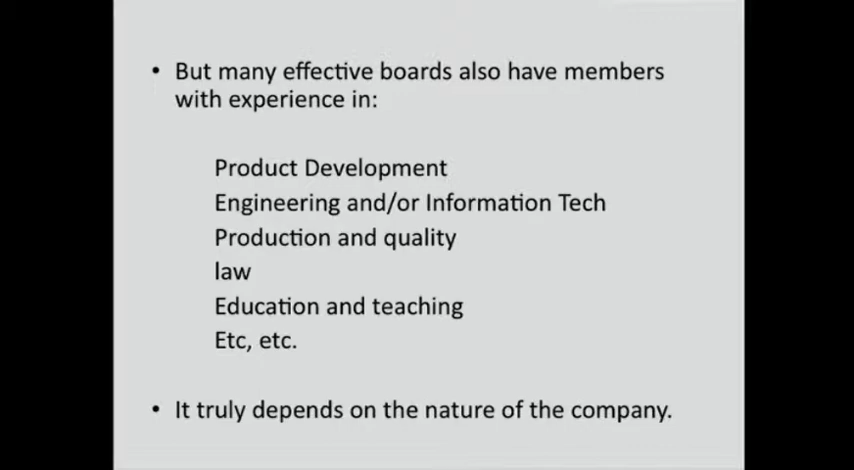 • But many effective boards also have members
with experience in:
Product Development
Engineering and/or Information Tech
Production and quality
law
Education and teaching
Etc, etc.
• It truly depends on the nature of the company.